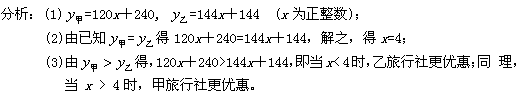 分析：(1) y甲=120x+240, y乙=144x+144 (x 为正整数)；
(2)由已知 y甲= y乙得 120x+240=144x+144，解之，得 x=4；
(3)由 y甲 > y乙得，120x+240>144x+144，即当x< 4时，乙旅行社更优惠；同 理，
当 x > 4 时，甲旅行社更优惠。